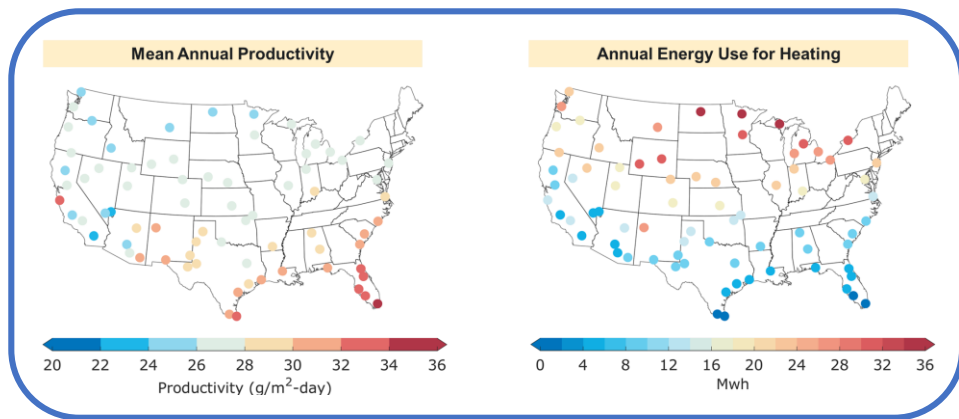 Mean Annual Productivity
Annual Energy Use for Heating
20 22 24 26 28 30 32 34 36
Productivity (g/m²-day)
0 4 8 12 16 20 24 28 32 36
Mwh